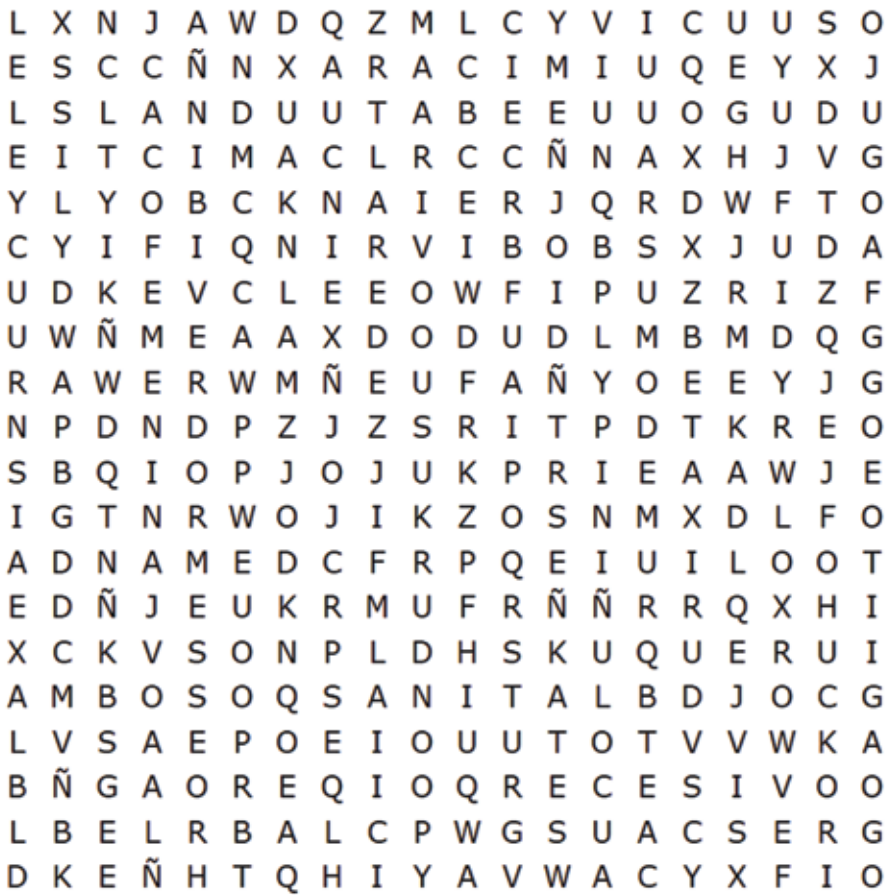 L X N J A W D Q Z M L C Y V I C U U S O
E S C C Ñ N X A R A C I M I U Q E Y X J
L S L A N D U U T A B E E U U O G U D U
E I T C I M A C L R C C Ñ N A X H J V G
Y L Y O B C K N A I E R J Q R D W F T O
C Y I F I Q N I R V I B O B S X J U D A
U D K E V C L E E O W F I P U Z R I Z F
U W Ñ M E A A X D O D U D L M B M D Q G
R A W E R W M Ñ E U F A Ñ Y O E E Y J G
N P D N D P Z J Z S R I T P D T K R E O
S B Q I O P J O J U K P R I E A A W J E
I G T N R W O J I K Z O S N M X D L F O
A D N A M E D C F R P Q E I U I L O O T
E D Ñ J E U K R M U F R Ñ Ñ R R Q X H I
X C K V S O N P L D H S K U Q U E R U I
A M B O S O Q S A N I T A L B D J O C G
L V S A E P O E I O U U T O T V V W K A
B Ñ G A O R E Q I O Q R E C E S I V O O
L B E L R B A L C P W G S U A C S E R G
D K E Ñ H T Q H I Y A V W A C Y X F I O